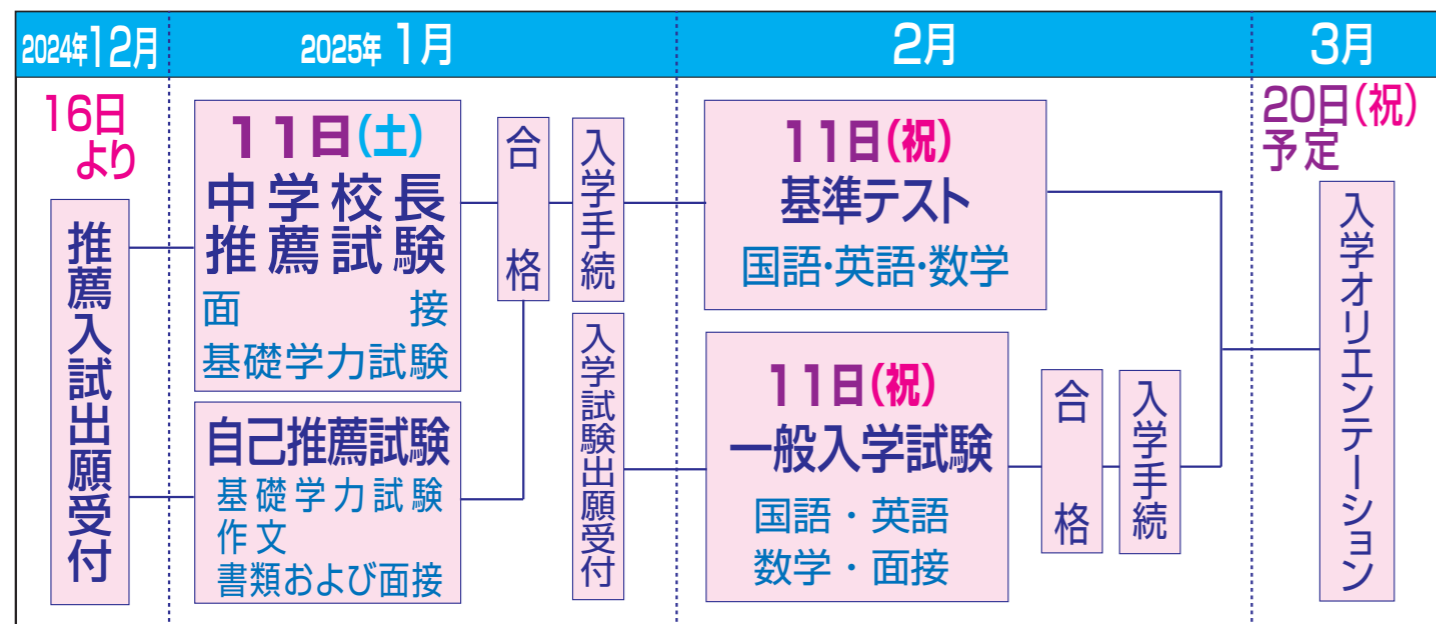 2024年12月
2025年 1月
2月
3月
16日
より
推薦入試出願受付
11日(土)
中学校長
推薦試験
面接
基礎学力試験
自己推薦試験
基礎学力試験
作文
書類および面接
合格
入学手続
入学試験出願受付
11日(祝)
基準テスト
国語・英語・数学
11日(祝)
一般入学試験
国語・英語
数学・面接
合格
入学手続
20日(祝)
予定
入学オリエンテーション